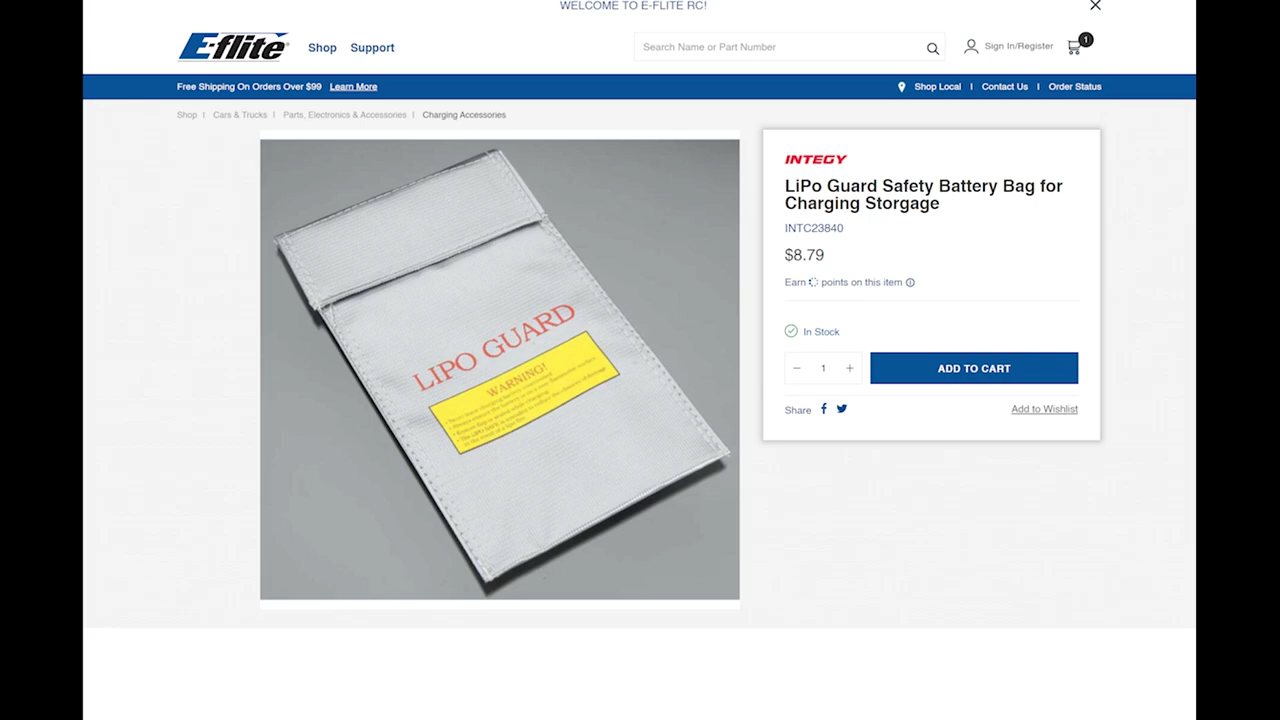 WELCOME TO E-FLITE RC!
E-flite
Shop
Support
Search Name or Part Number
Sign In/Register
1
Free Shipping On Orders Over $99 Learn More
Shop Local | Contact Us | Order Status
Shop | Cars & Trucks | Parts, Electronics & Accessories | Charging Accessories
LIPO GUARD
WARNING!
INTEGY
LiPo Guard Safety Battery Bag for
Charging Storgage
INTC23840
$8.79
Earn points on this item
In Stock
− 1 +
ADD TO CART
Share
Add to Wishlist